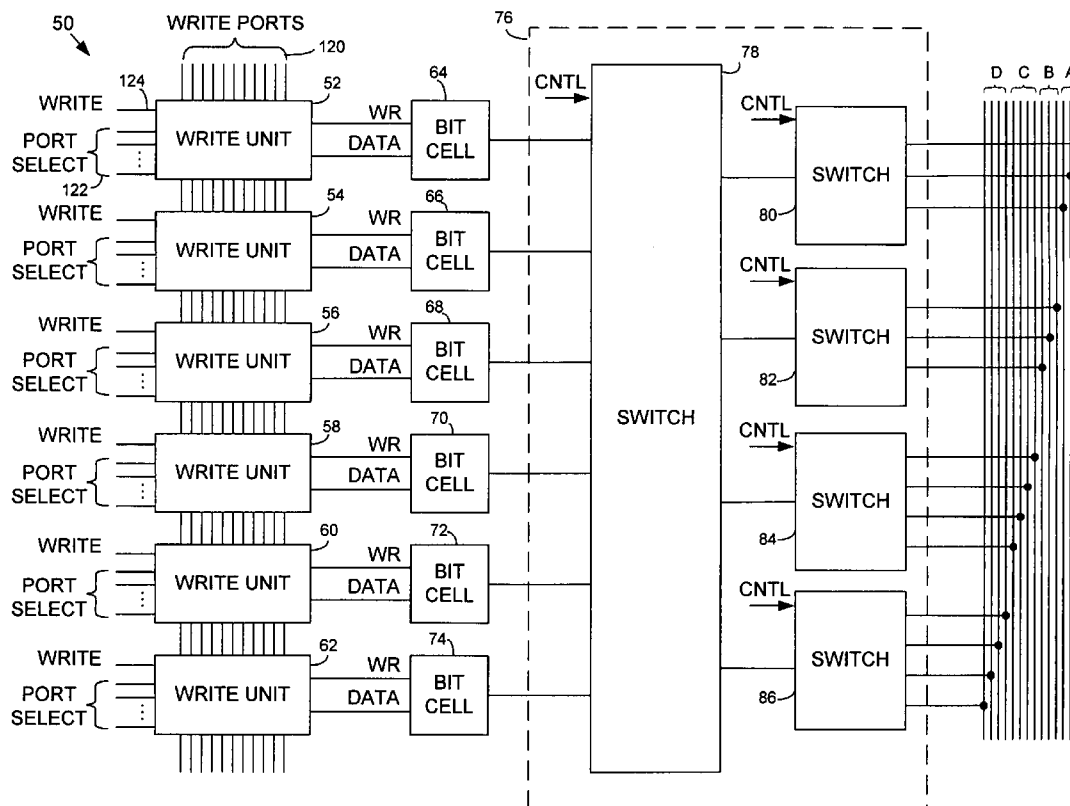 50
WRITE PORTS
120
76
78
D C B A
124
52
64
CNTL
CNTL
WRITE
PORT
SELECT
122
WRITE UNIT
WR
DATA
BIT
CELL
SWITCH
80
WRITE
PORT
SELECT
54
WRITE UNIT
WR
DATA
66
BIT
CELL
CNTL
SWITCH
82
WRITE
PORT
SELECT
56
WRITE UNIT
WR
DATA
68
BIT
CELL
SWITCH
WRITE
PORT
SELECT
58
WRITE UNIT
WR
DATA
70
BIT
CELL
CNTL
SWITCH
84
WRITE
PORT
SELECT
60
WRITE UNIT
WR
DATA
72
BIT
CELL
CNTL
SWITCH
86
WRITE
PORT
SELECT
62
WRITE UNIT
WR
DATA
74
BIT
CELL